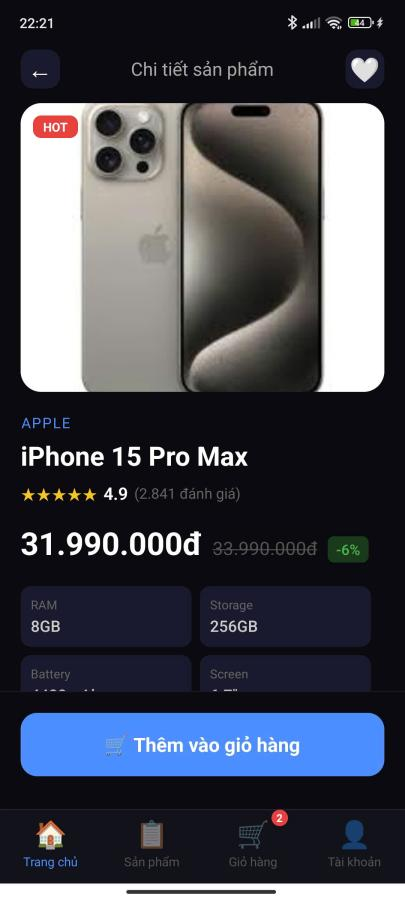 22:21
44
← Chi tiết sản phẩm
HOT
APPLE
iPhone 15 Pro Max
★★★★★ 4.9 (2.841 đánh giá)
31.990.000đ 33.990.000đ -6%
RAM Storage
8GB 256GB
Battery Screen
Thêm vào giỏ hàng
2
Trang chủ Sản phẩm Giỏ hàng Tài khoản